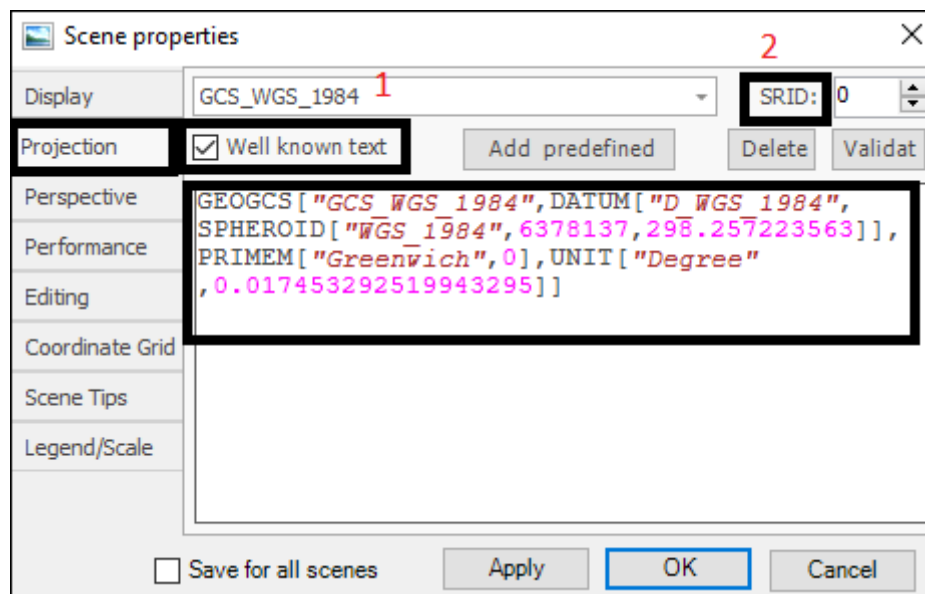 Scene properties
2
Display
GCS_WGS_1984 1
SRID: 0
Projection
Well known text
Add predefined
Delete
Validat
Perspective
Performance
Editing
Coordinate Grid
Scene Tips
Legend/Scale
GEOGCS["GCS_WGS_1984",DATUM["D_WGS_1984",
SPHEROID["WGS_1984",6378137,298.257223563]],
PRIMEM["Greenwich",0],UNIT["Degree"
,0.017453292519943295]]
Save for all scenes
Apply
OK
Cancel